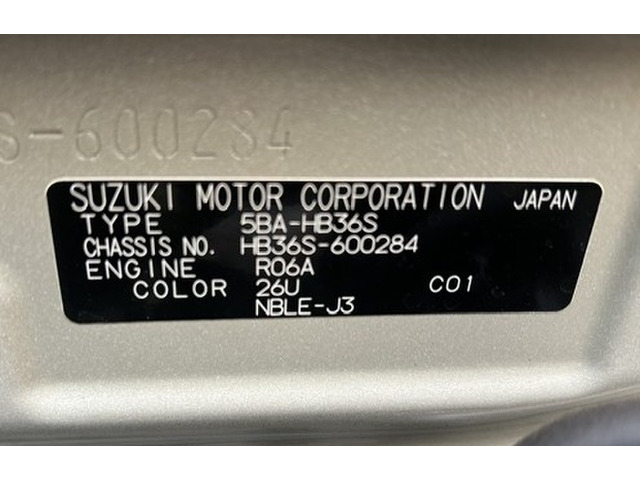 S-600284
SUZUKI MOTOR CORPORATION JAPAN
TYPE 5BA-HB36S
CHASSIS NO. HB36S-600284
ENGINE R06A
COLOR 26U C01
NBLE-J3